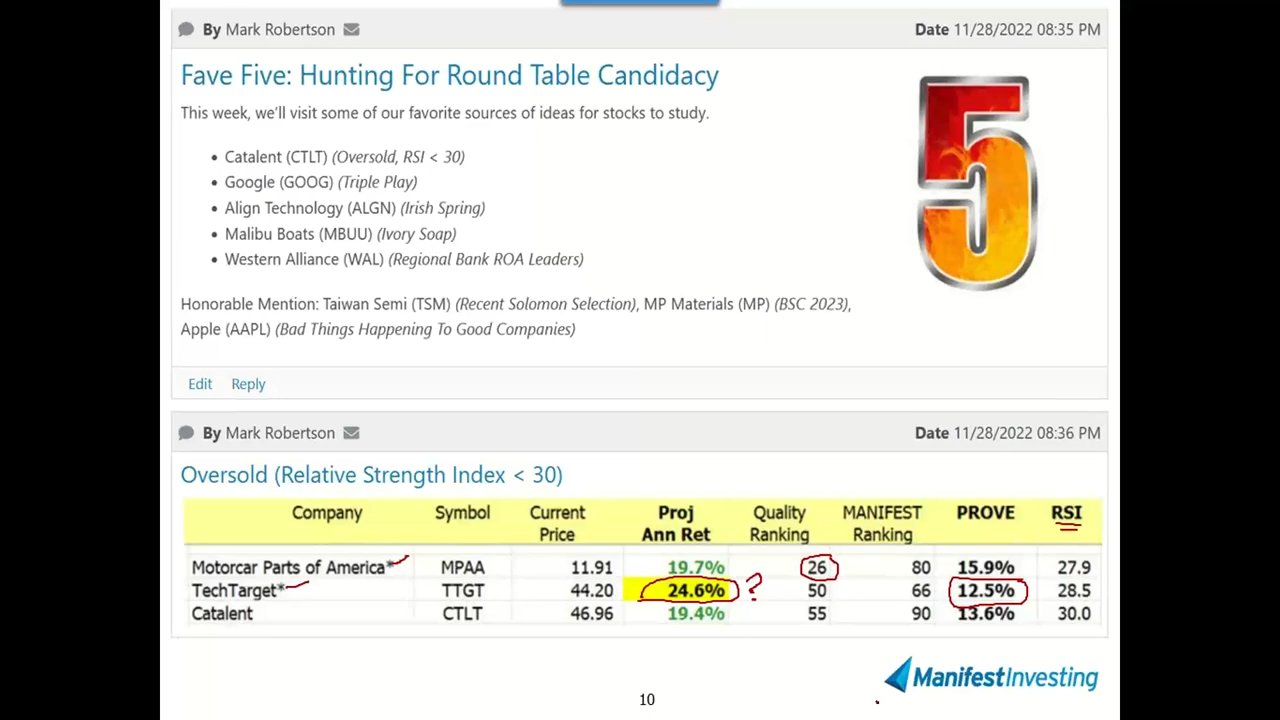 By Mark Robertson Date 11/28/2022 08:35 PM
Fave Five: Hunting For Round Table Candidacy
This week, we'll visit some of our favorite sources of ideas for stocks to study.
• Catalent (CTLT) (Oversold, RSI < 30)
• Google (GOOG) (Triple Play)
• Align Technology (ALGN) (Irish Spring)
• Malibu Boats (MBUU) (Ivory Soap)
• Western Alliance (WAL) (Regional Bank ROA Leaders)
5
Honorable Mention: Taiwan Semi (TSM) (Recent Solomon Selection), MP Materials (MP) (BSC 2023),
Apple (AAPL) (Bad Things Happening To Good Companies)
Edit Reply
By Mark Robertson Date 11/28/2022 08:36 PM
Oversold (Relative Strength Index < 30)
Company Symbol Current Price Proj Ann Ret Quality Ranking MANIFEST Ranking PROVE RSI
Motorcar Parts of America* MPAA 11.91 19.7% 26 80 15.9% 27.9
TechTarget* TTGT 44.20 24.6% ? 50 66 12.5% 28.5
Catalent CTLT 46.96 19.4% 55 90 13.6% 30.0
ManifestInvesting
10